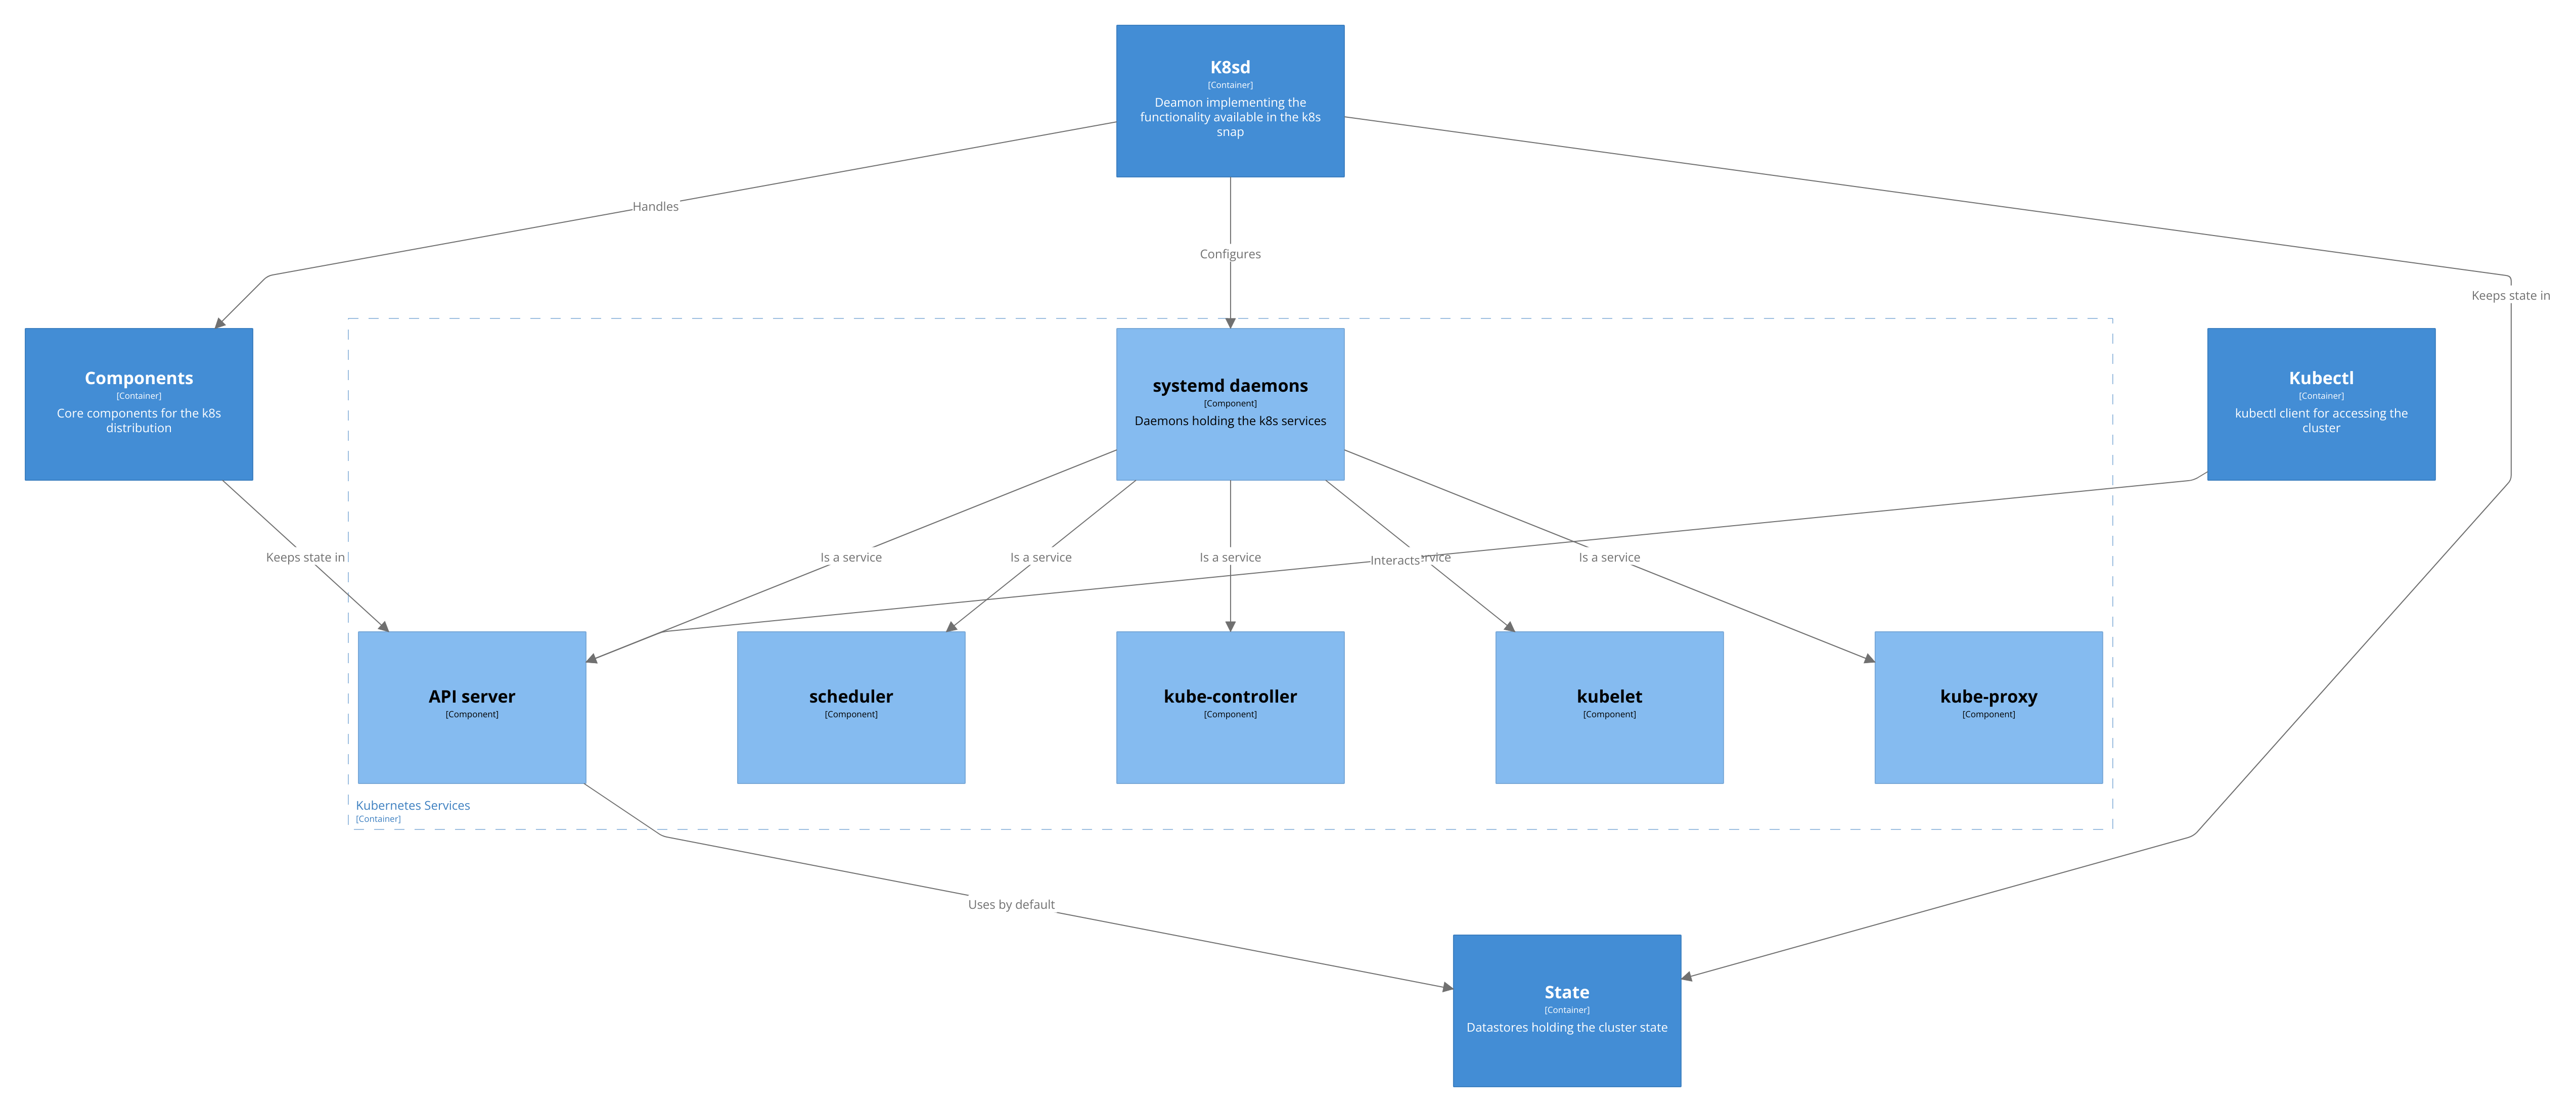 K8sd
[Container]
Deamon implementing the
functionality available in the k8s
snap
Handles
Configures
Keeps state in
Components
[Container]
Core components for the k8s
distribution
systemd daemons
[Component]
Daemons holding the k8s services
Kubectl
[Container]
kubectl client for accessing the
cluster
Keeps state in
Is a service
Is a service
Is a service
Interacts
Is a service
API server
[Component]
scheduler
[Component]
kube-controller
[Component]
kubelet
[Component]
kube-proxy
[Component]
Kubernetes Services
[Container]
Uses by default
State
[Container]
Datastores holding the cluster state